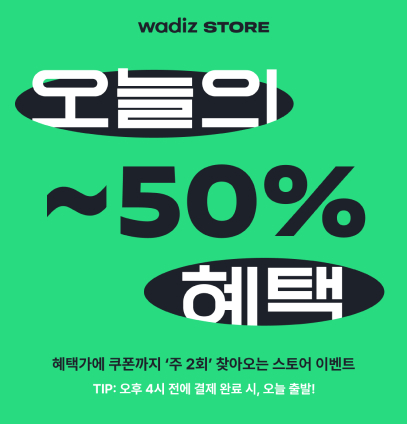 wadiz STORE
오늘의
~50%
혜택
혜택가에 쿠폰까지 ‘주 2회’ 찾아오는 스토어 이벤트
TIP: 오후 4시 전에 결제 완료 시, 오늘 출발!